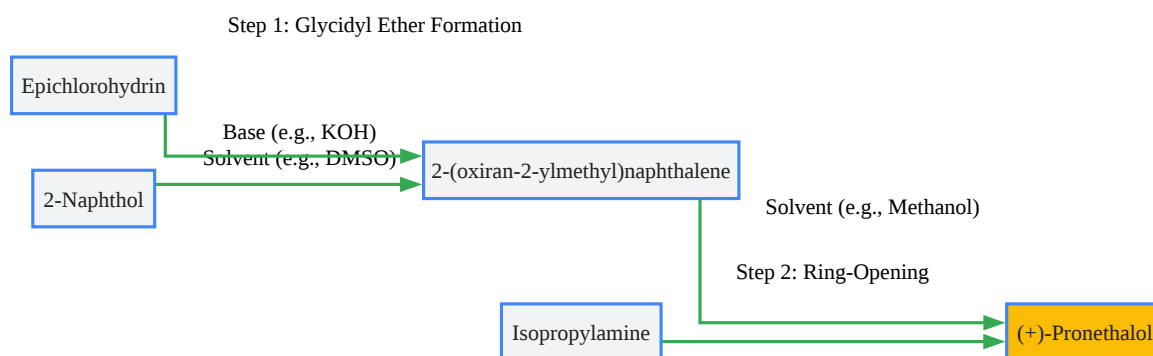 Step 1: Glycidyl Ether Formation
Epichlorohydrin
Base (e.g., KOH)
Solvent (e.g., DMSO)
2-(oxiran-2-ylmethyl)naphthalene
2-Naphthol
Solvent (e.g., Methanol)
Step 2: Ring-Opening
Isopropylamine
(+)-Pronethalol